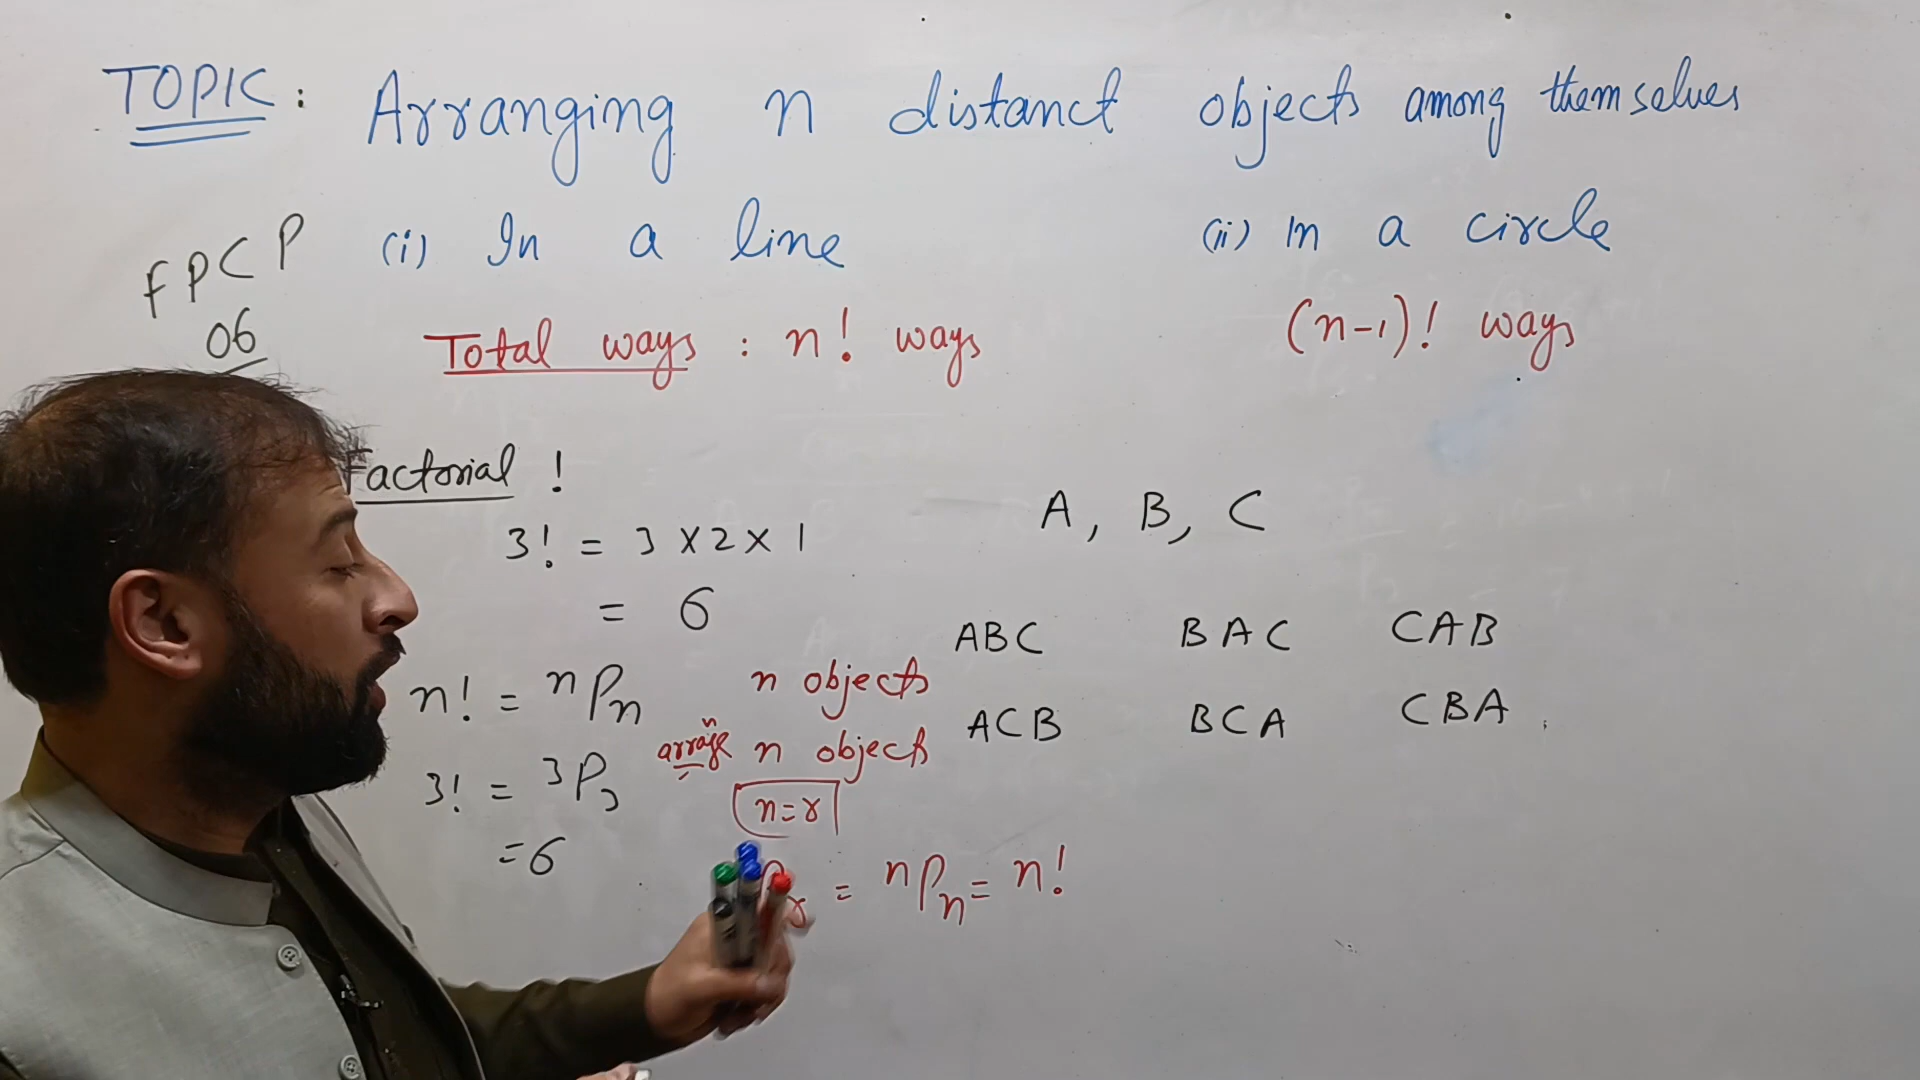 TOPIC : Arranging n distanct objects among themselves
(i) In a line
(ii) In a circle
FPCP
06
Total ways : n! ways
(n-1)! ways
Factorial !
3! = 3 x 2 x 1
= 6
n! = nPn
3! = 3P3
= 6
n objects
n objects
n=r
= nPn = n!
A, B, C
ABC BAC CAB
ACB BCA CBA